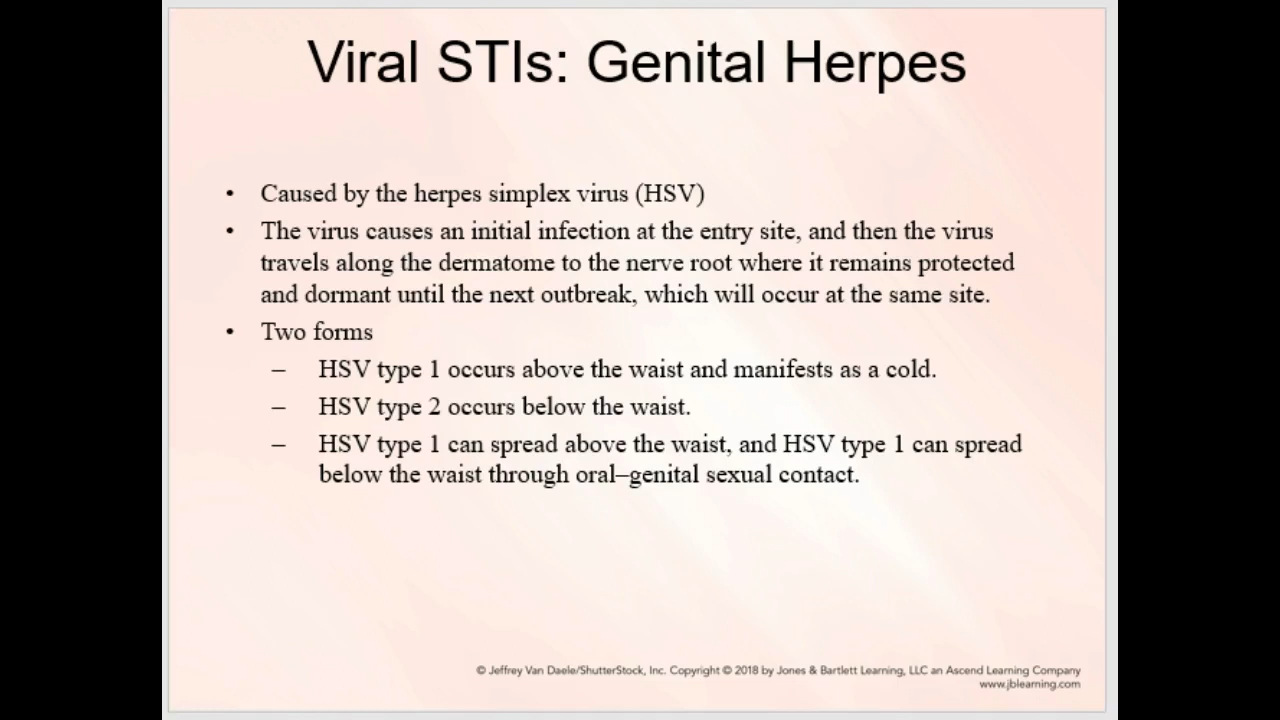 Viral STIs: Genital Herpes
• Caused by the herpes simplex virus (HSV)
• The virus causes an initial infection at the entry site, and then the virus
travels along the dermatome to the nerve root where it remains protected
and dormant until the next outbreak, which will occur at the same site.
• Two forms
– HSV type 1 occurs above the waist and manifests as a cold.
– HSV type 2 occurs below the waist.
– HSV type 1 can spread above the waist, and HSV type 1 can spread
below the waist through oral–genital sexual contact.
© Jeffrey Van Daele/ShutterStock, Inc. Copyright © 2018 by Jones & Bartlett Learning, LLC an Ascend Learning Company
www.jblearning.com